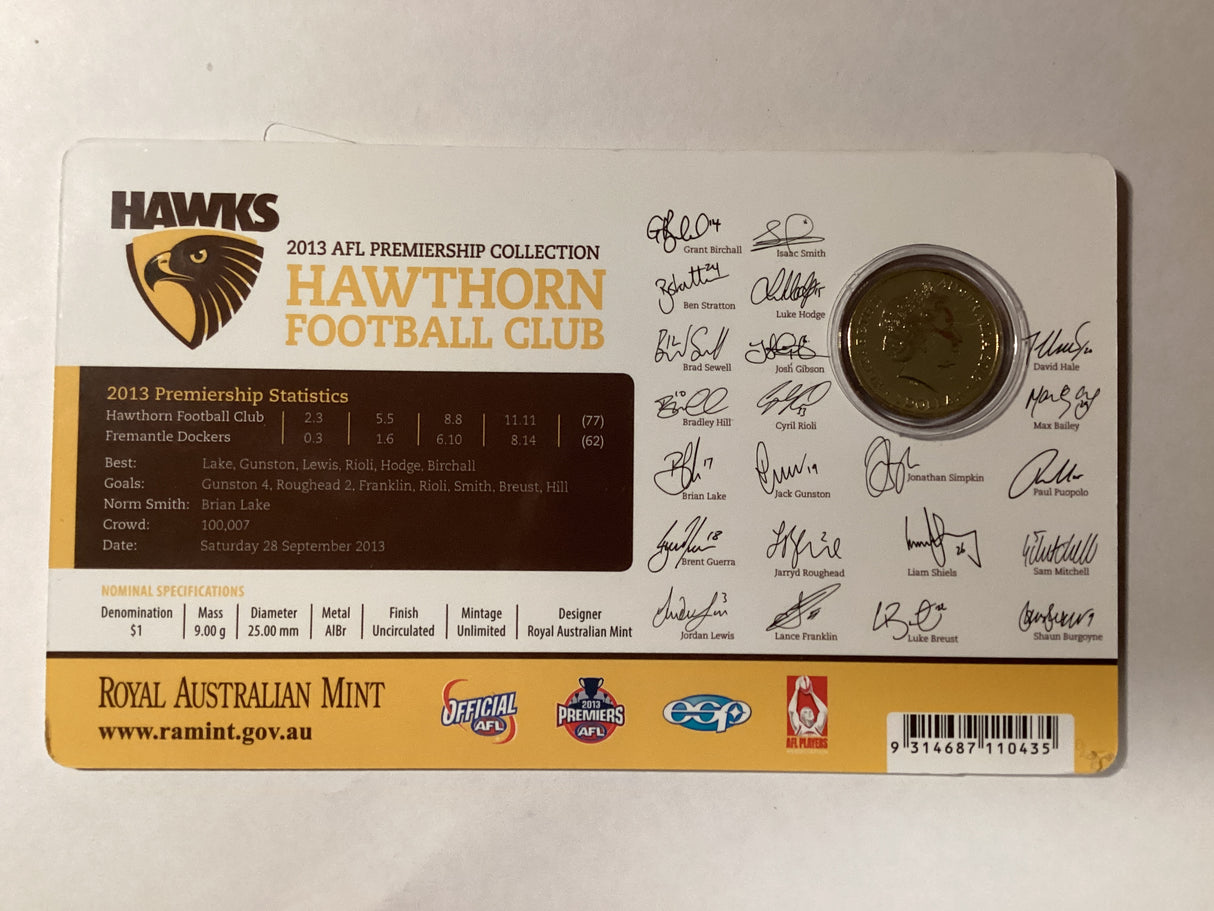 HAWKS
2013 AFL PREMIERSHIP COLLECTION
HAWTHORN
FOOTBALL CLUB
2013 Premiership Statistics
Hawthorn Football Club 2.3 5.5 8.8 11.11 (77)
Fremantle Dockers 0.3 1.6 6.10 8.14 (62)
Best: Lake, Gunston, Lewis, Rioli, Hodge, Birchall
Goals: Gunston 4, Roughead 2, Franklin, Rioli, Smith, Breust, Hill
Norm Smith: Brian Lake
Crowd: 100,007
Date: Saturday 28 September 2013
NOMINAL SPECIFICATIONS
Denomination Mass Diameter Metal Finish Mintage Designer
$1 9.00 g 25.00 mm AlBr Uncirculated Unlimited Royal Australian Mint
Grant Birchall Isaac Smith
Ben Stratton Luke Hodge
Brad Sewell Josh Gibson David Hale
Bradley Hill Cyril Rioli Max Bailey
Brian Lake Jack Gunston Jonathan Simpkin Paul Puopolo
Brent Guerra Jarryd Roughead Liam Shiels Sam Mitchell
Jordan Lewis Lance Franklin Luke Breust Shaun Burgoyne
ROYAL AUSTRALIAN MINT
www.ramint.gov.au
OFFICIAL
AFL
2013
PREMIERS
AFL
esp
AFL PLAYERS
9 314687 110435